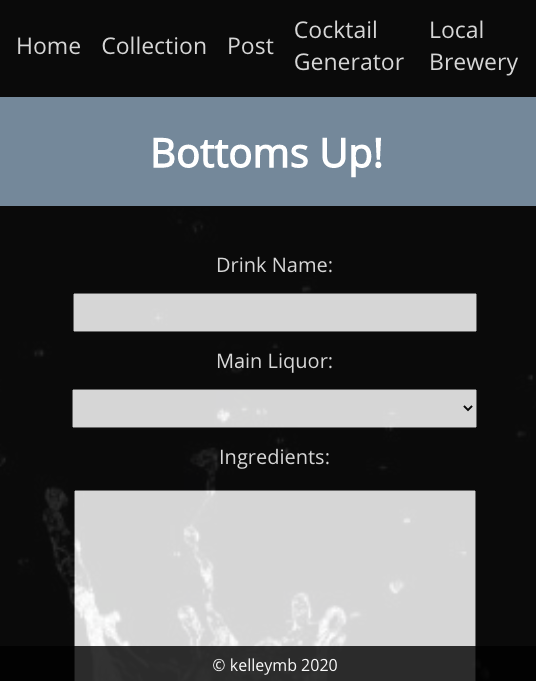 Home Collection Post Cocktail Generator Local Brewery
Bottoms Up!
Drink Name:
Main Liquor:
Ingredients:
© kelleymb 2020